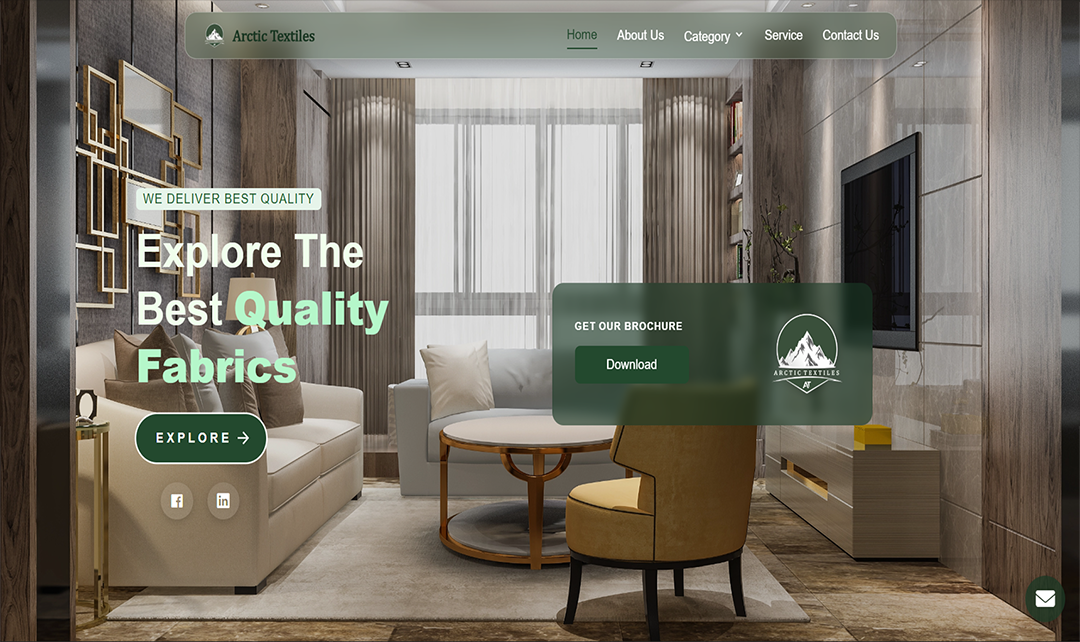 Arctic Textiles
Home
About Us
Category
Service
Contact Us
WE DELIVER BEST QUALITY
Explore The
Best Quality
Fabrics
EXPLORE
GET OUR BROCHURE
Download
ARCTIC TEXTILES
AT